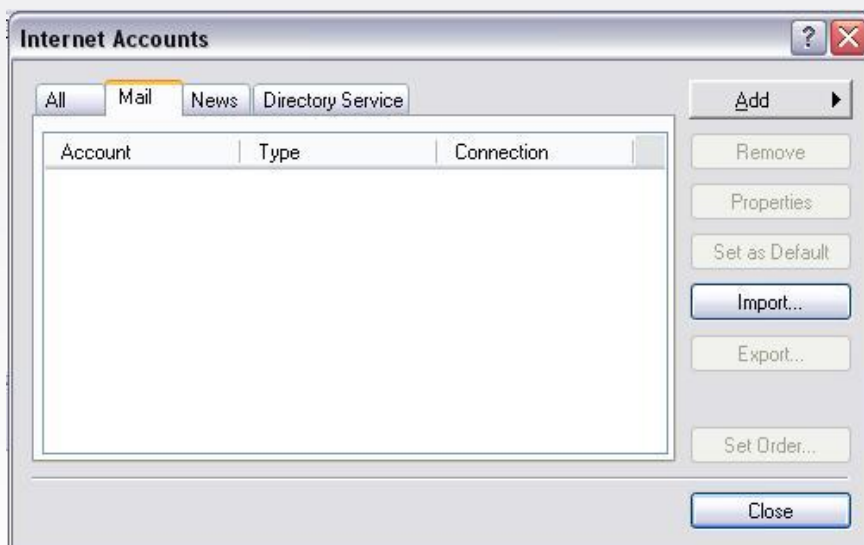 Internet Accounts
All Mail News Directory Service
Account Type Connection
Add
Remove
Properties
Set as Default
Import...
Export...
Set Order...
Close